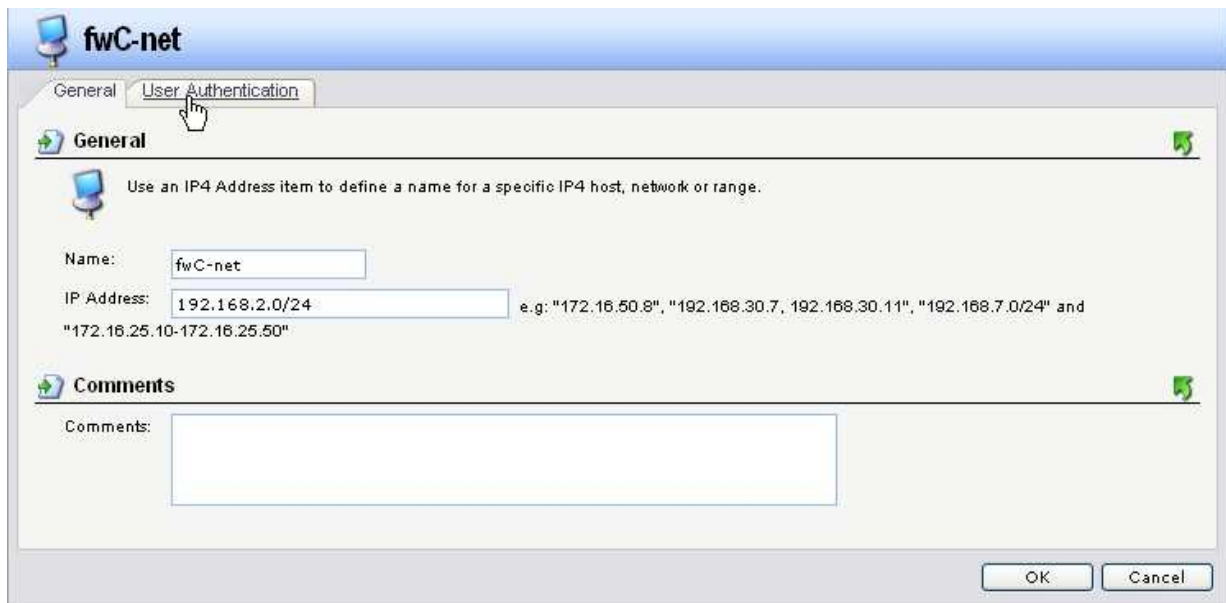 fwC-net
General User Authentication
General
Use an IP4 Address item to define a name for a specific IP4 host, network or range.
Name: fwC-net
IP Address: 192.168.2.0/24 e.g: "172.16.50.8", "192.168.30.7, 192.168.30.11", "192.168.7.0/24" and
"172.16.25.10-172.16.25.50"
Comments
Comments:
OK Cancel